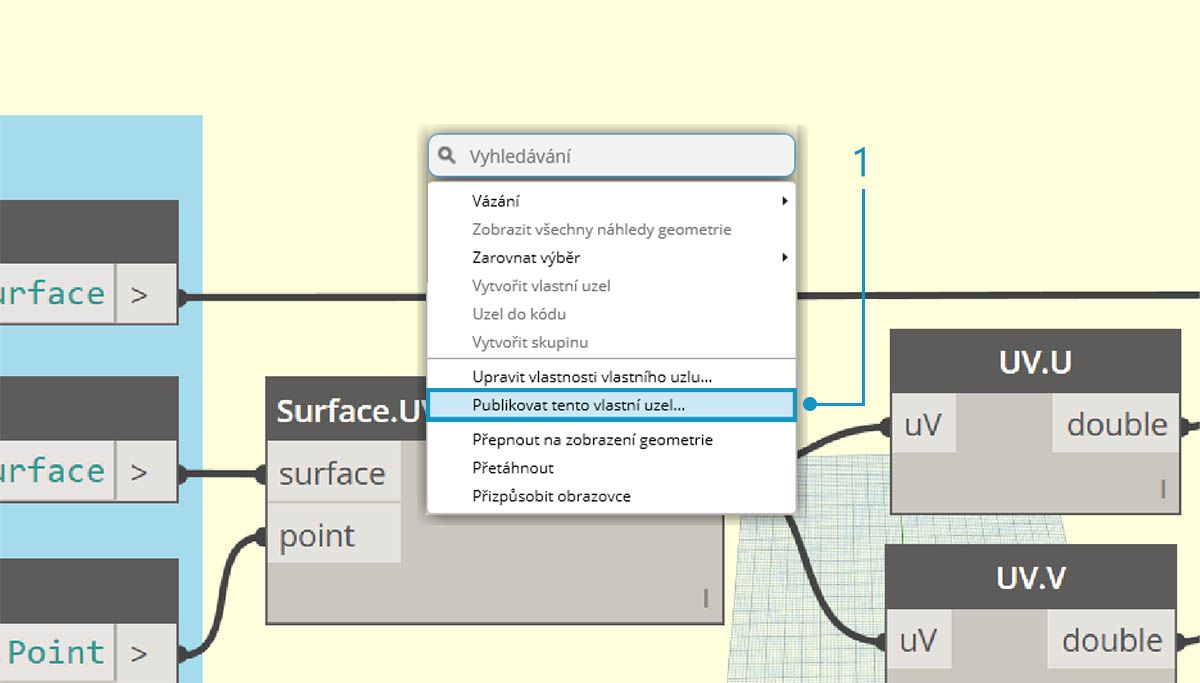 Vyhledávání
1
Vázání
Zobrazit všechny náhledy geometrie
Zarovnat výběr
Vytvořit vlastní uzel
Uzel do kódu
Vytvořit skupinu
Upravit vlastnosti vlastního uzlu...
Publikovat tento vlastní uzel...
Přepnout na zobrazení geometrie
Přetáhnout
Přizpůsobit obrazovce
urface >
urface >
.Point >
Surface.UV
surface
point
UV.U
uV double
UV.V
uV double